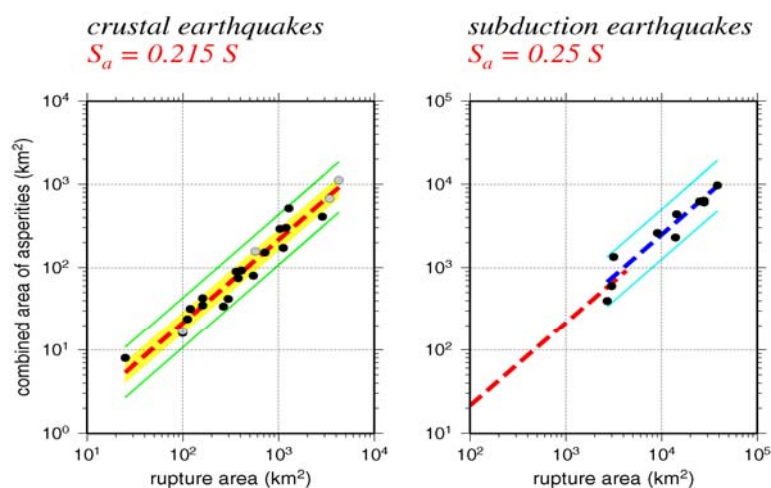 crustal earthquakes
Sₐ = 0.215 S
combined area of asperities (km²)
10⁴
10³
10²
10¹
10⁰
10¹ 10² 10³ 10⁴
rupture area (km²)
subduction earthquakes
Sₐ = 0.25 S
10⁵
10⁴
10³
10²
10¹
10² 10³ 10⁴ 10⁵
rupture area (km²)